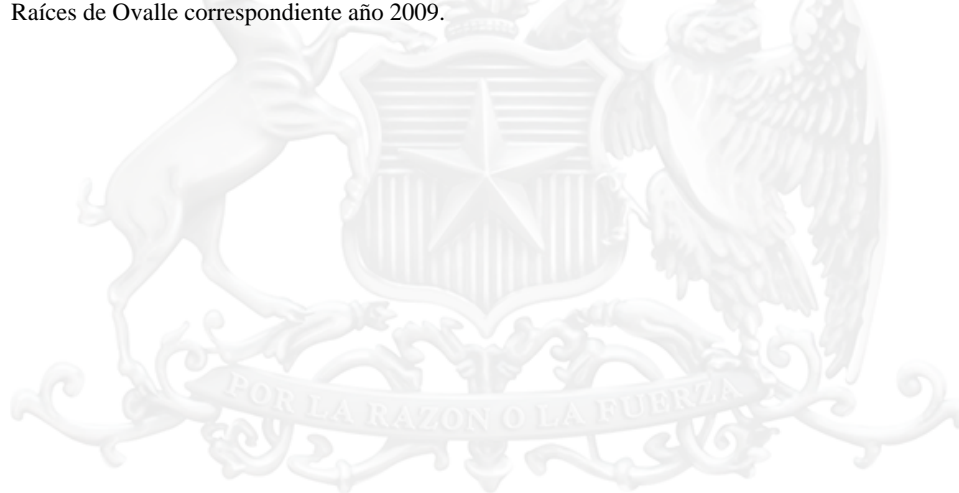 Raíces de Ovalle correspondiente año 2009.
POR LA RAZON O LA FUERZA